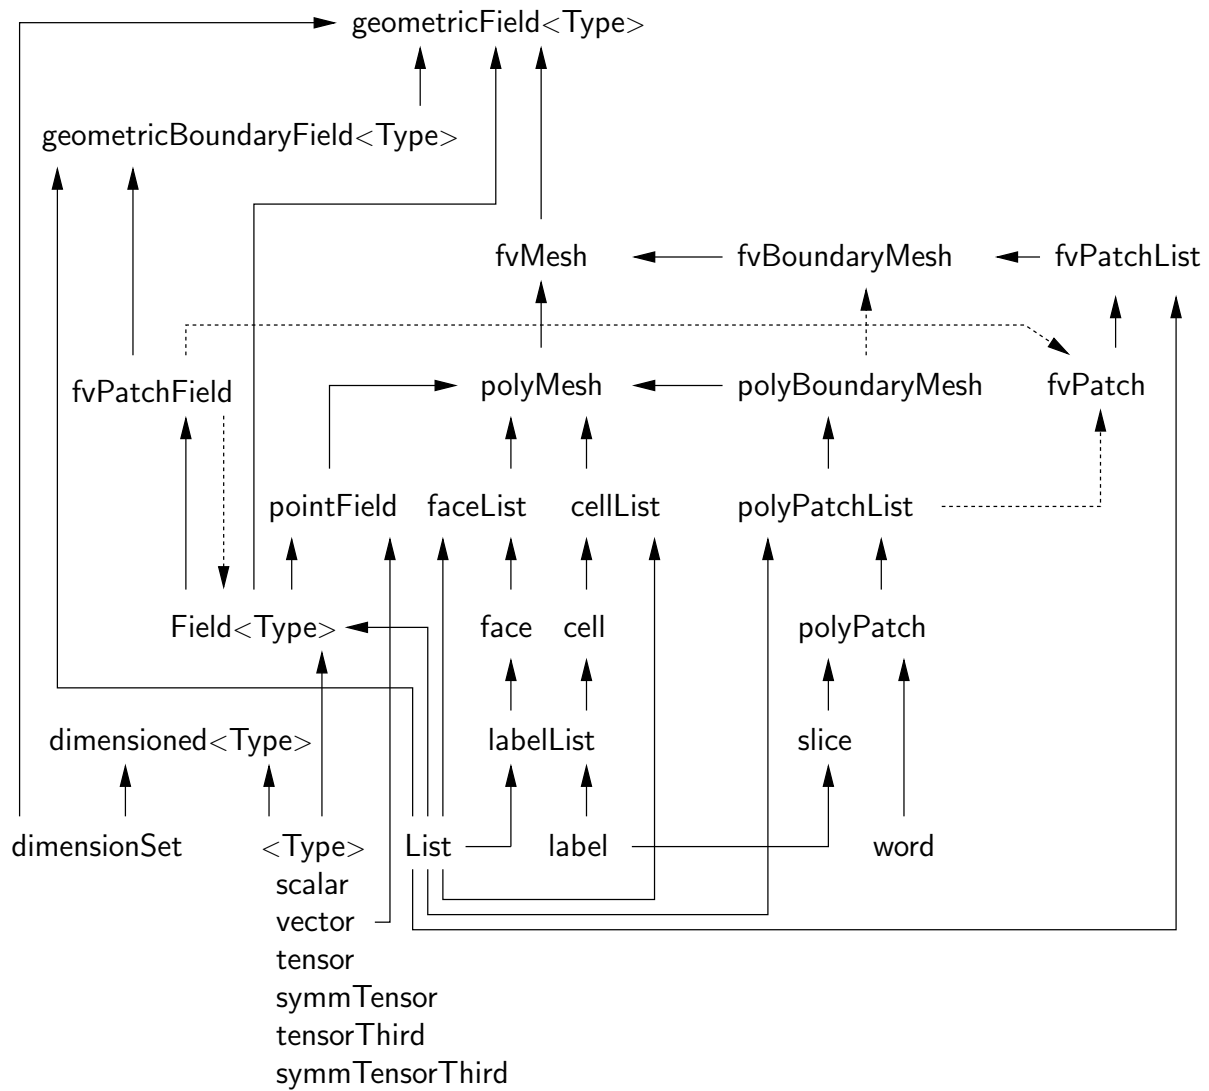 geometricField<Type>
geometricBoundaryField<Type>
fvMesh fvBoundaryMesh fvPatchList
fvPatchField polyMesh polyBoundaryMesh fvPatch
pointField faceList cellList polyPatchList
Field<Type> face cell polyPatch
dimensioned<Type> labelList slice
dimensionSet <Type> List label word
scalar
vector
tensor
symmTensor
tensorThird
symmTensorThird